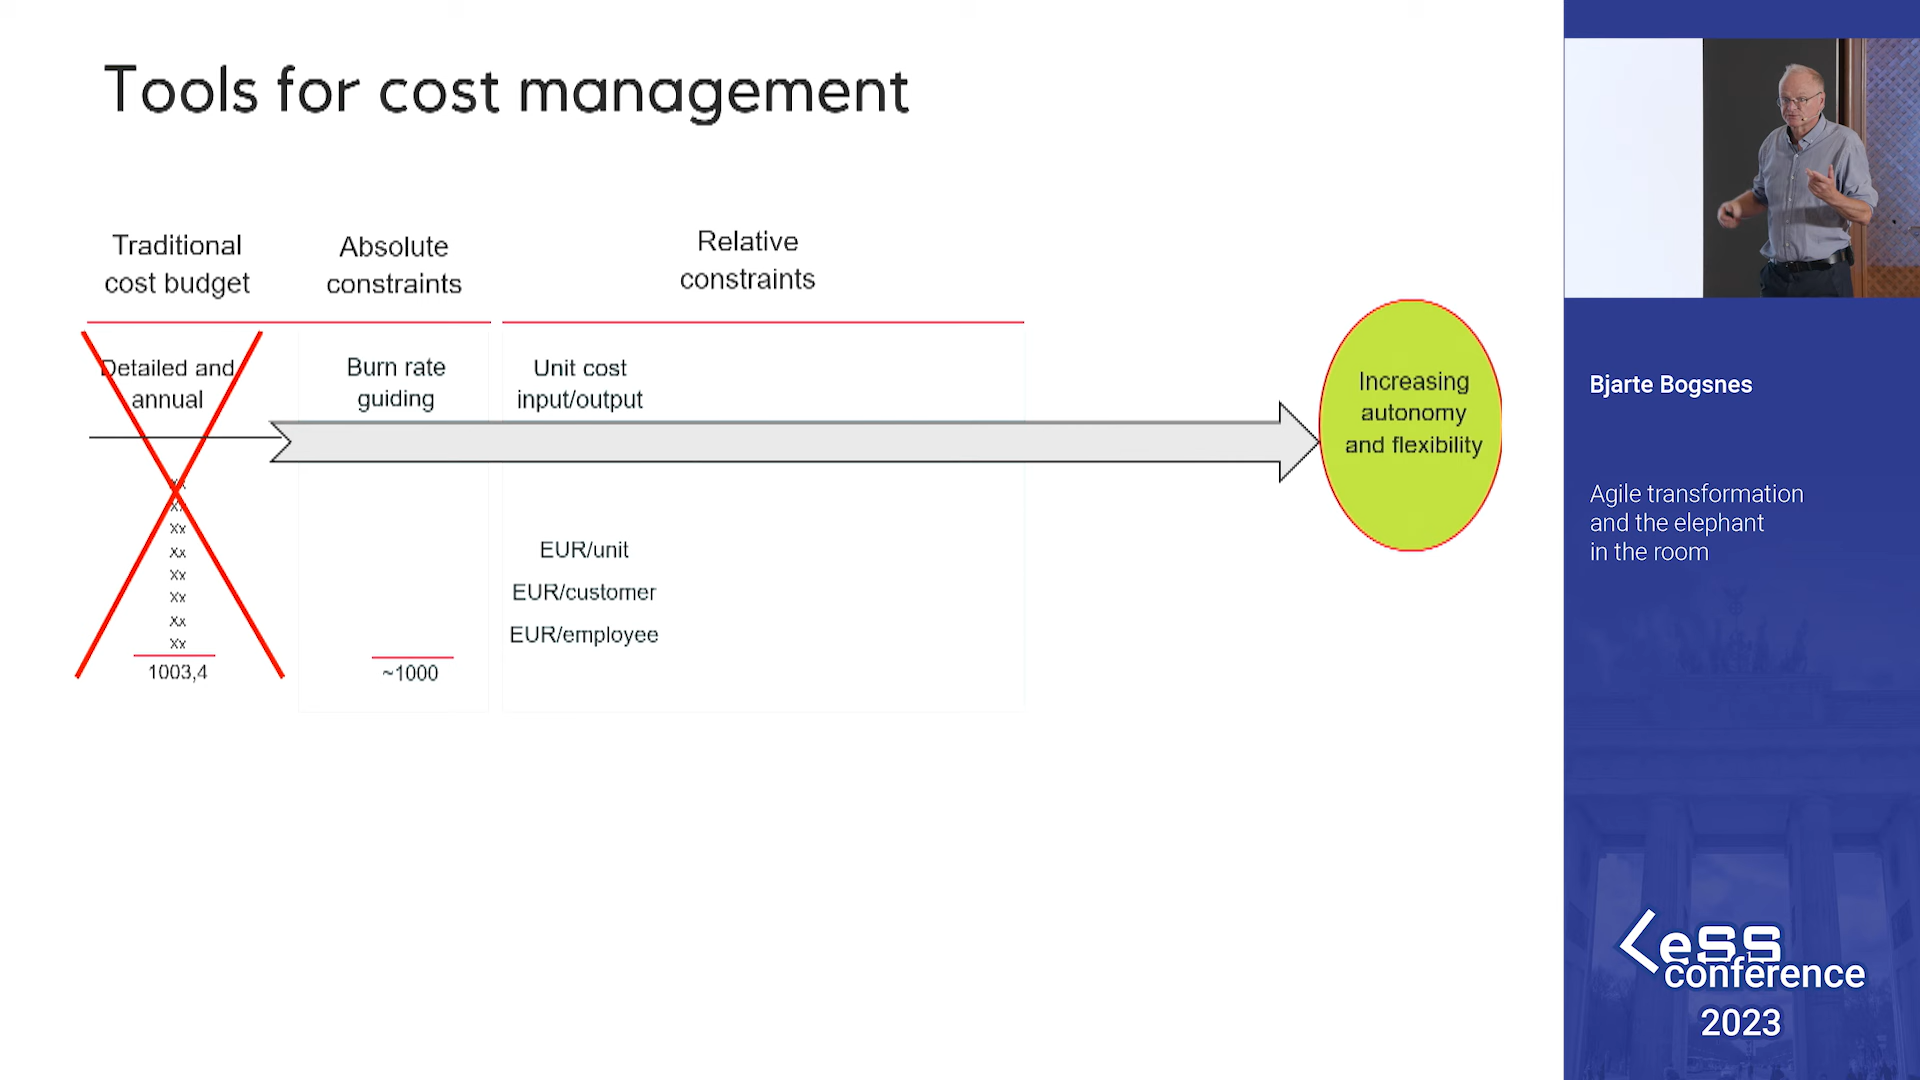 Tools for cost management
Traditional
cost budget
Absolute
constraints
Relative
constraints
Detailed and
annual
Burn rate
guiding
Unit cost
input/output
Increasing
autonomy
and flexibility
Xx
Xx
Xx
Xx
Xx
Xx
Xx
Xx
1003,4
~1000
EUR/unit
EUR/customer
EUR/employee
Bjarte Bogsnes
Agile transformation
and the elephant
in the room
LeSS
conference
2023